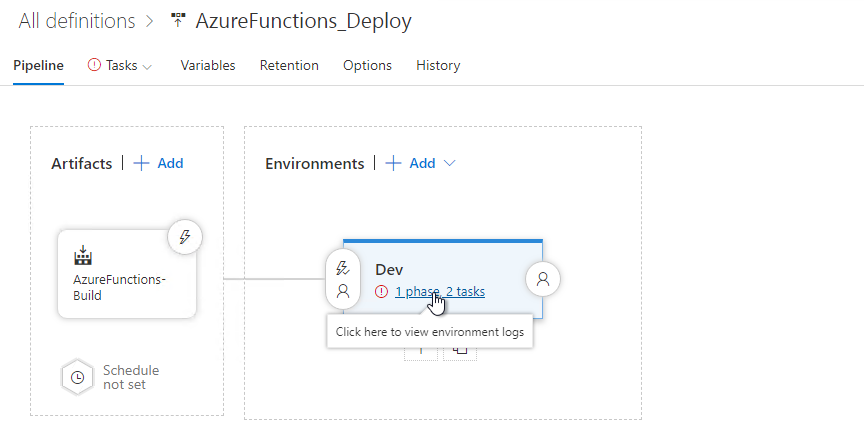 All definitions > AzureFunctions_Deploy
Pipeline Tasks Variables Retention Options History
Artifacts | + Add
Environments | + Add
AzureFunctions-
Build
Dev
1 phase, 2 tasks
Click here to view environment logs
Schedule
not set